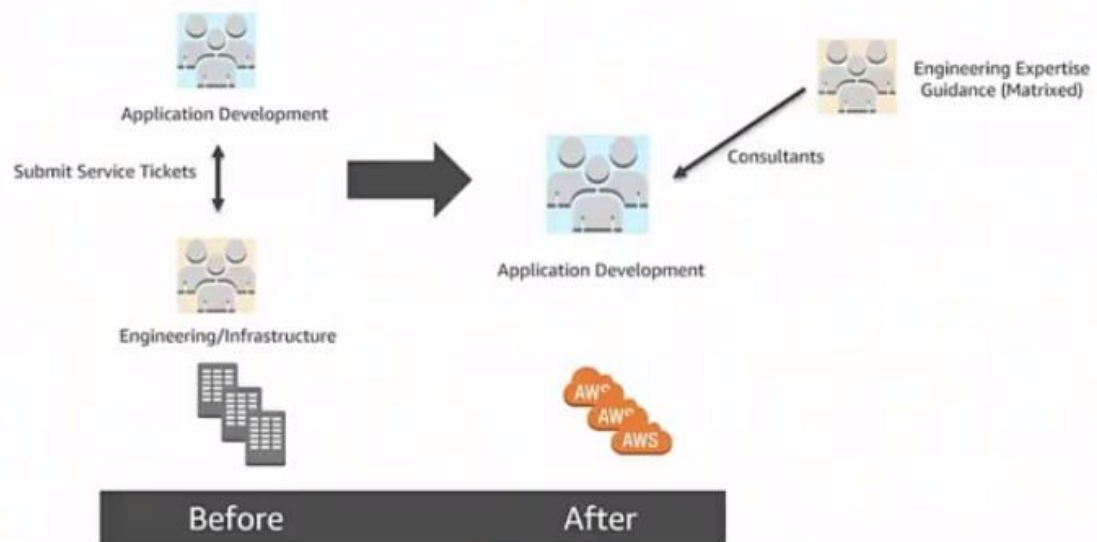 Application Development
Submit Service Tickets
Engineering/Infrastructure
Engineering Expertise
Guidance (Matrixed)
Consultants
Application Development
AWS
AWS
AWS
Before
After